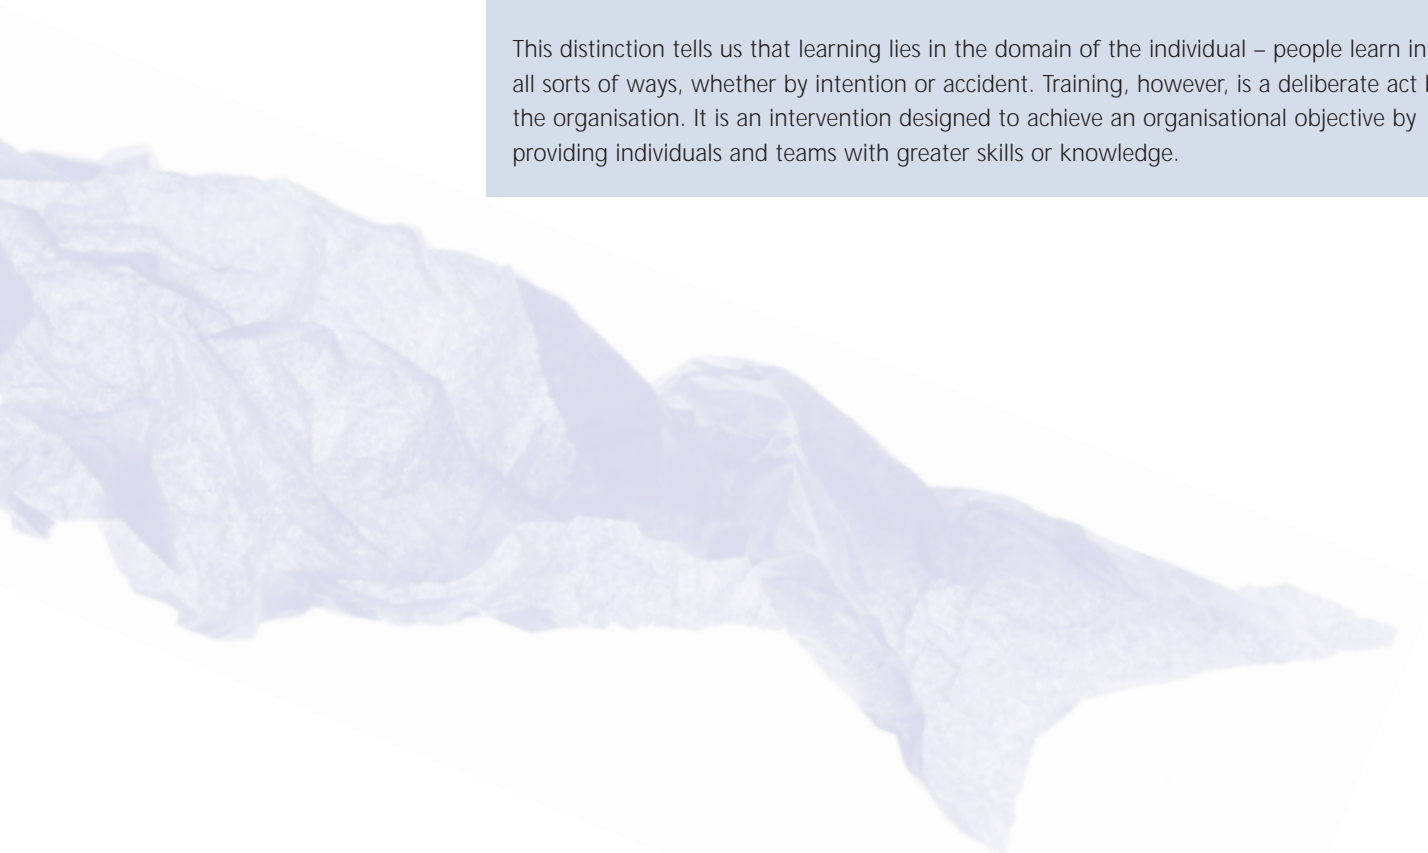 This distinction tells us that learning lies in the domain of the individual – people learn in
all sorts of ways, whether by intention or accident. Training, however, is a deliberate act
the organisation. It is an intervention designed to achieve an organisational objective by
providing individuals and teams with greater skills or knowledge.